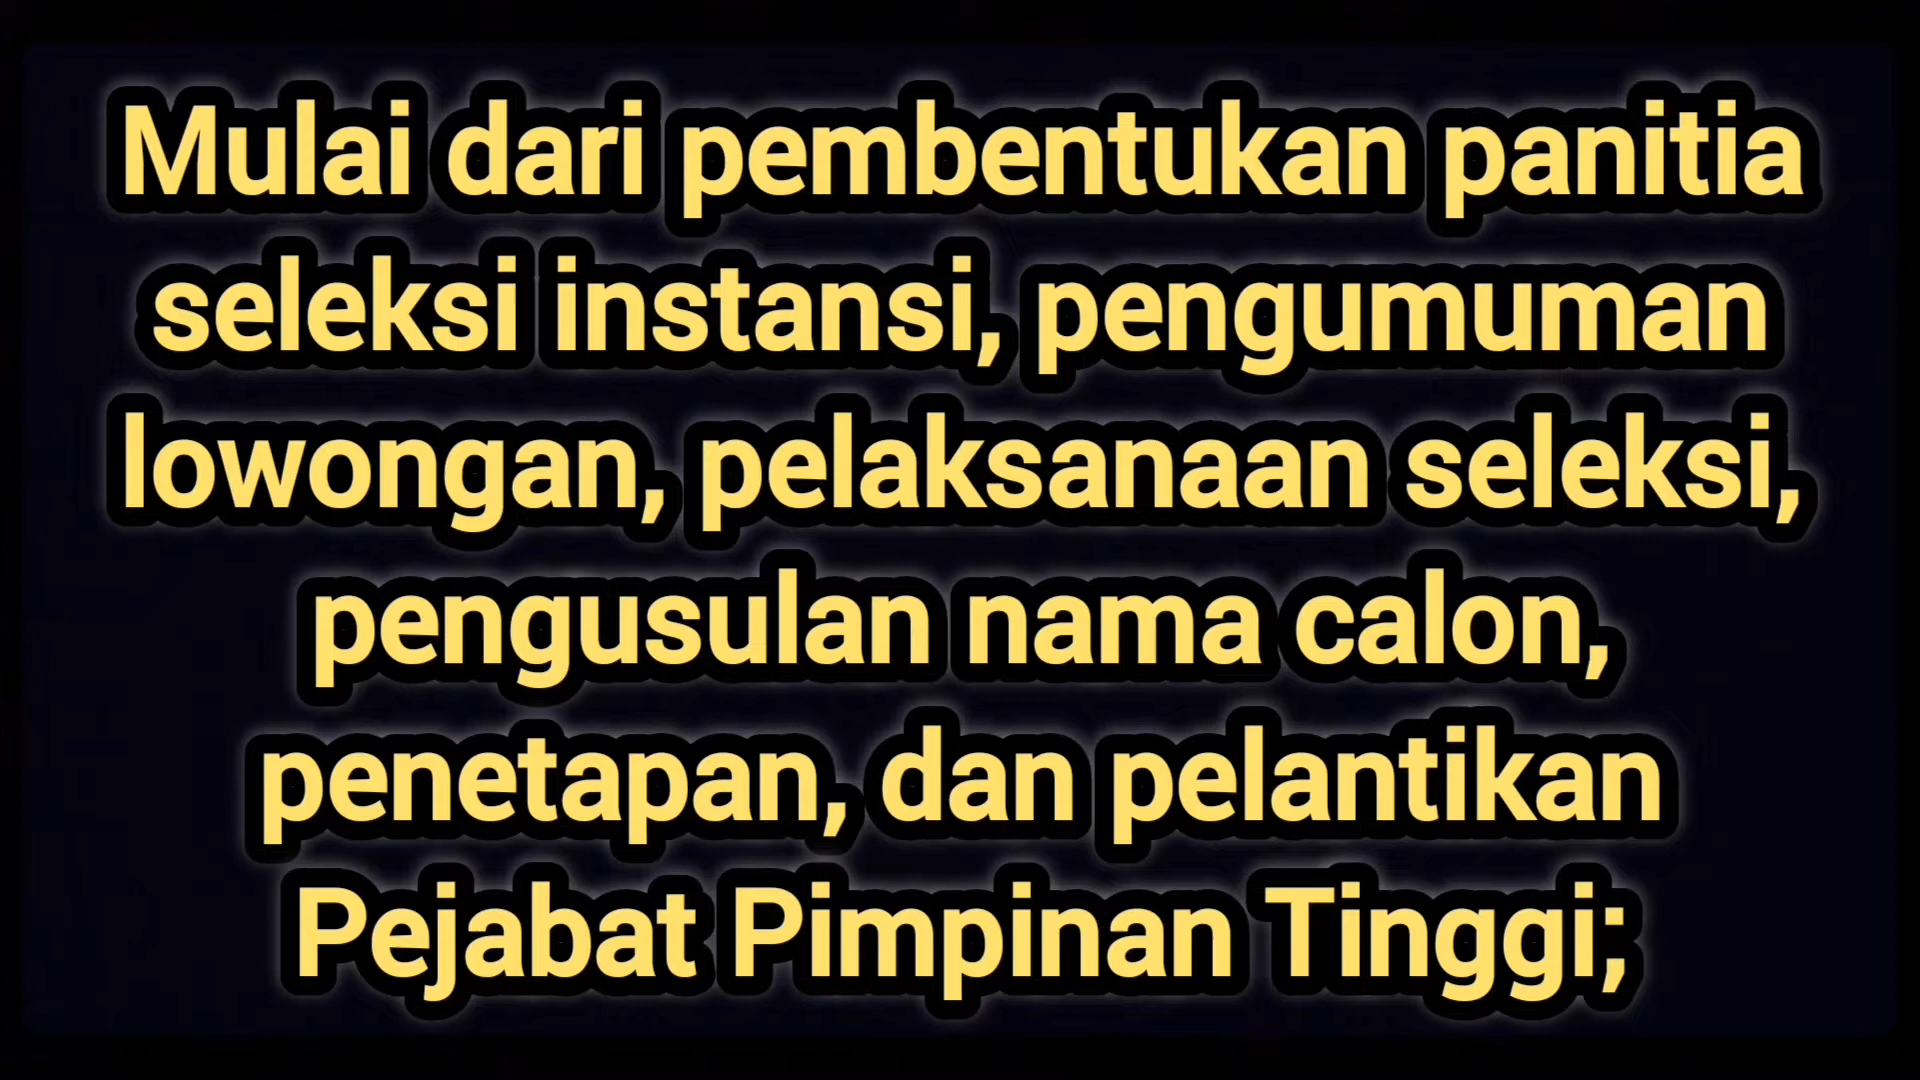 Mulai dari pembentukan panitia
seleksi instansi, pengumuman
lowongan, pelaksanaan seleksi,
pengusulan nama calon,
penetapan, dan pelantikan
Pejabat Pimpinan Tinggi;